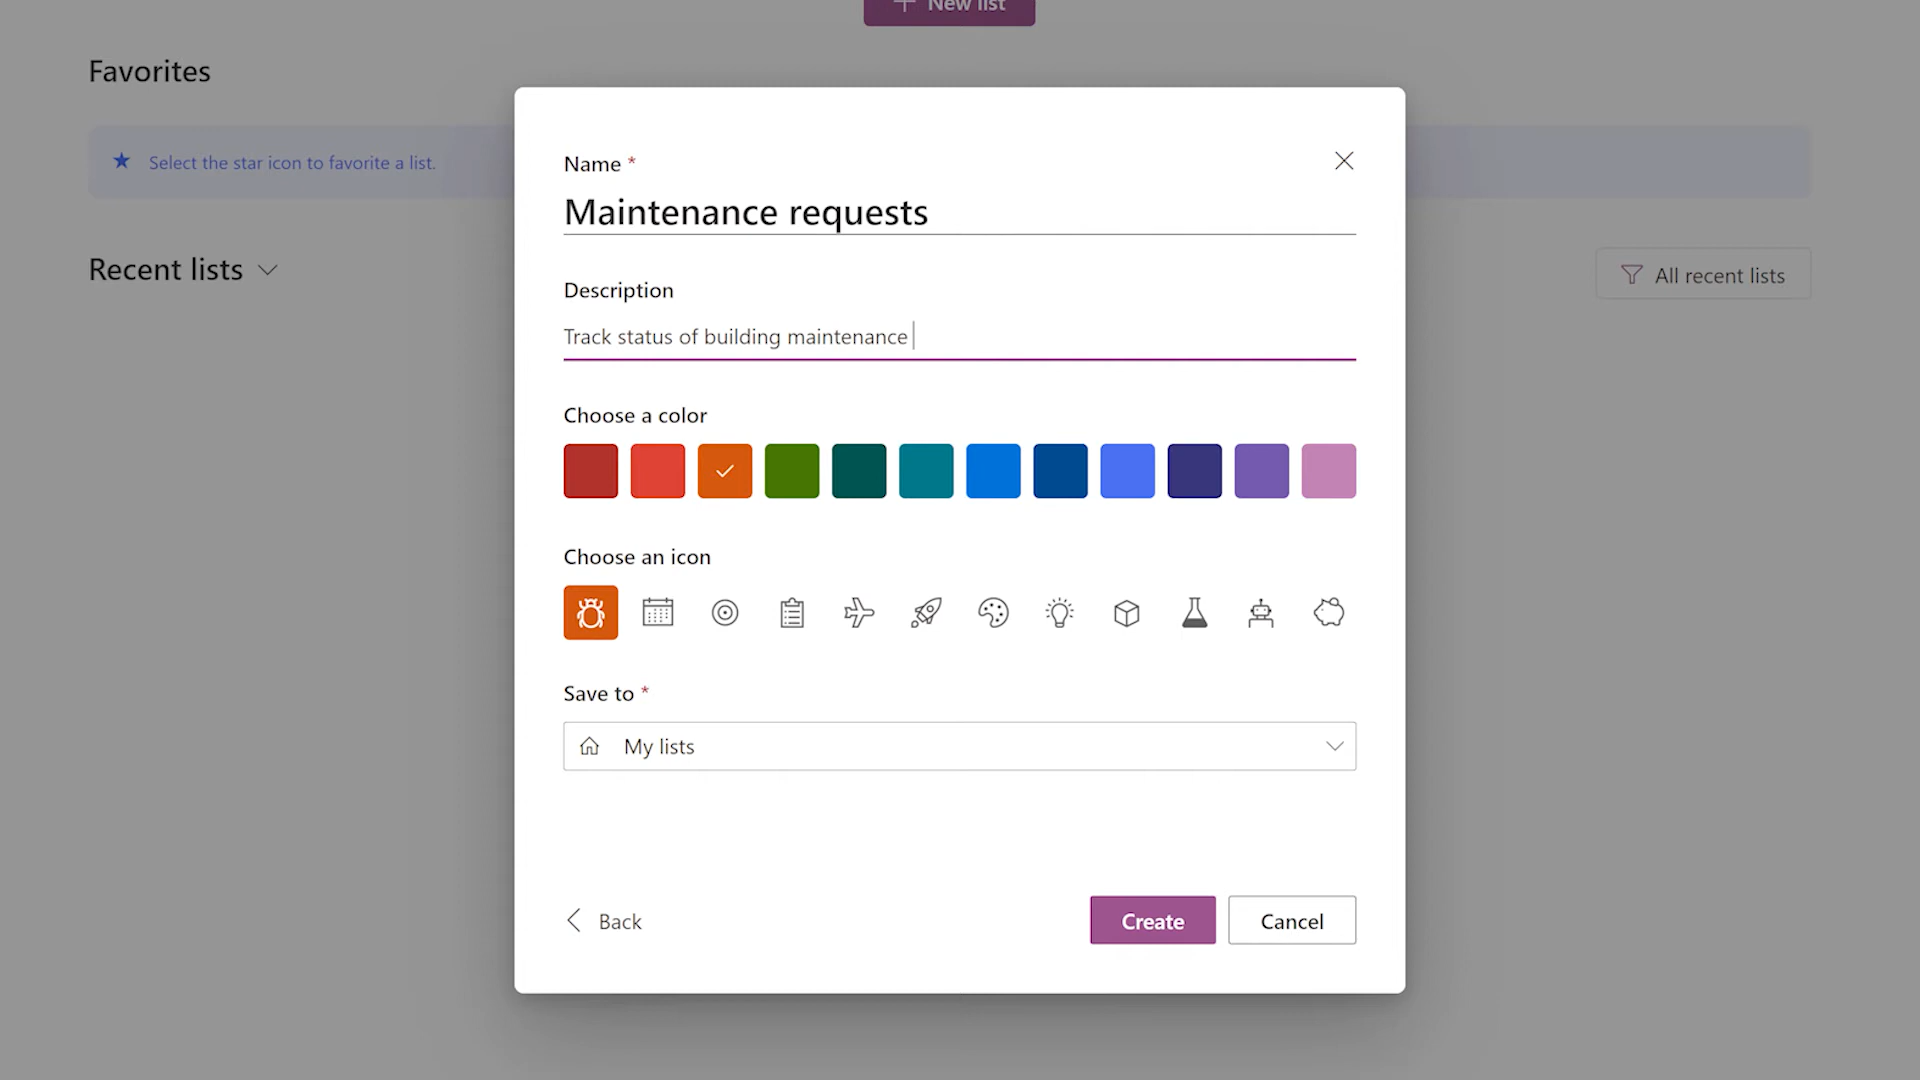 New list
Favorites
Select the star icon to favorite a list.
Recent lists
All recent lists
Name *
Maintenance requests
Description
Track status of building maintenance
Choose a color
Choose an icon
Save to *
My lists
Back
Create
Cancel